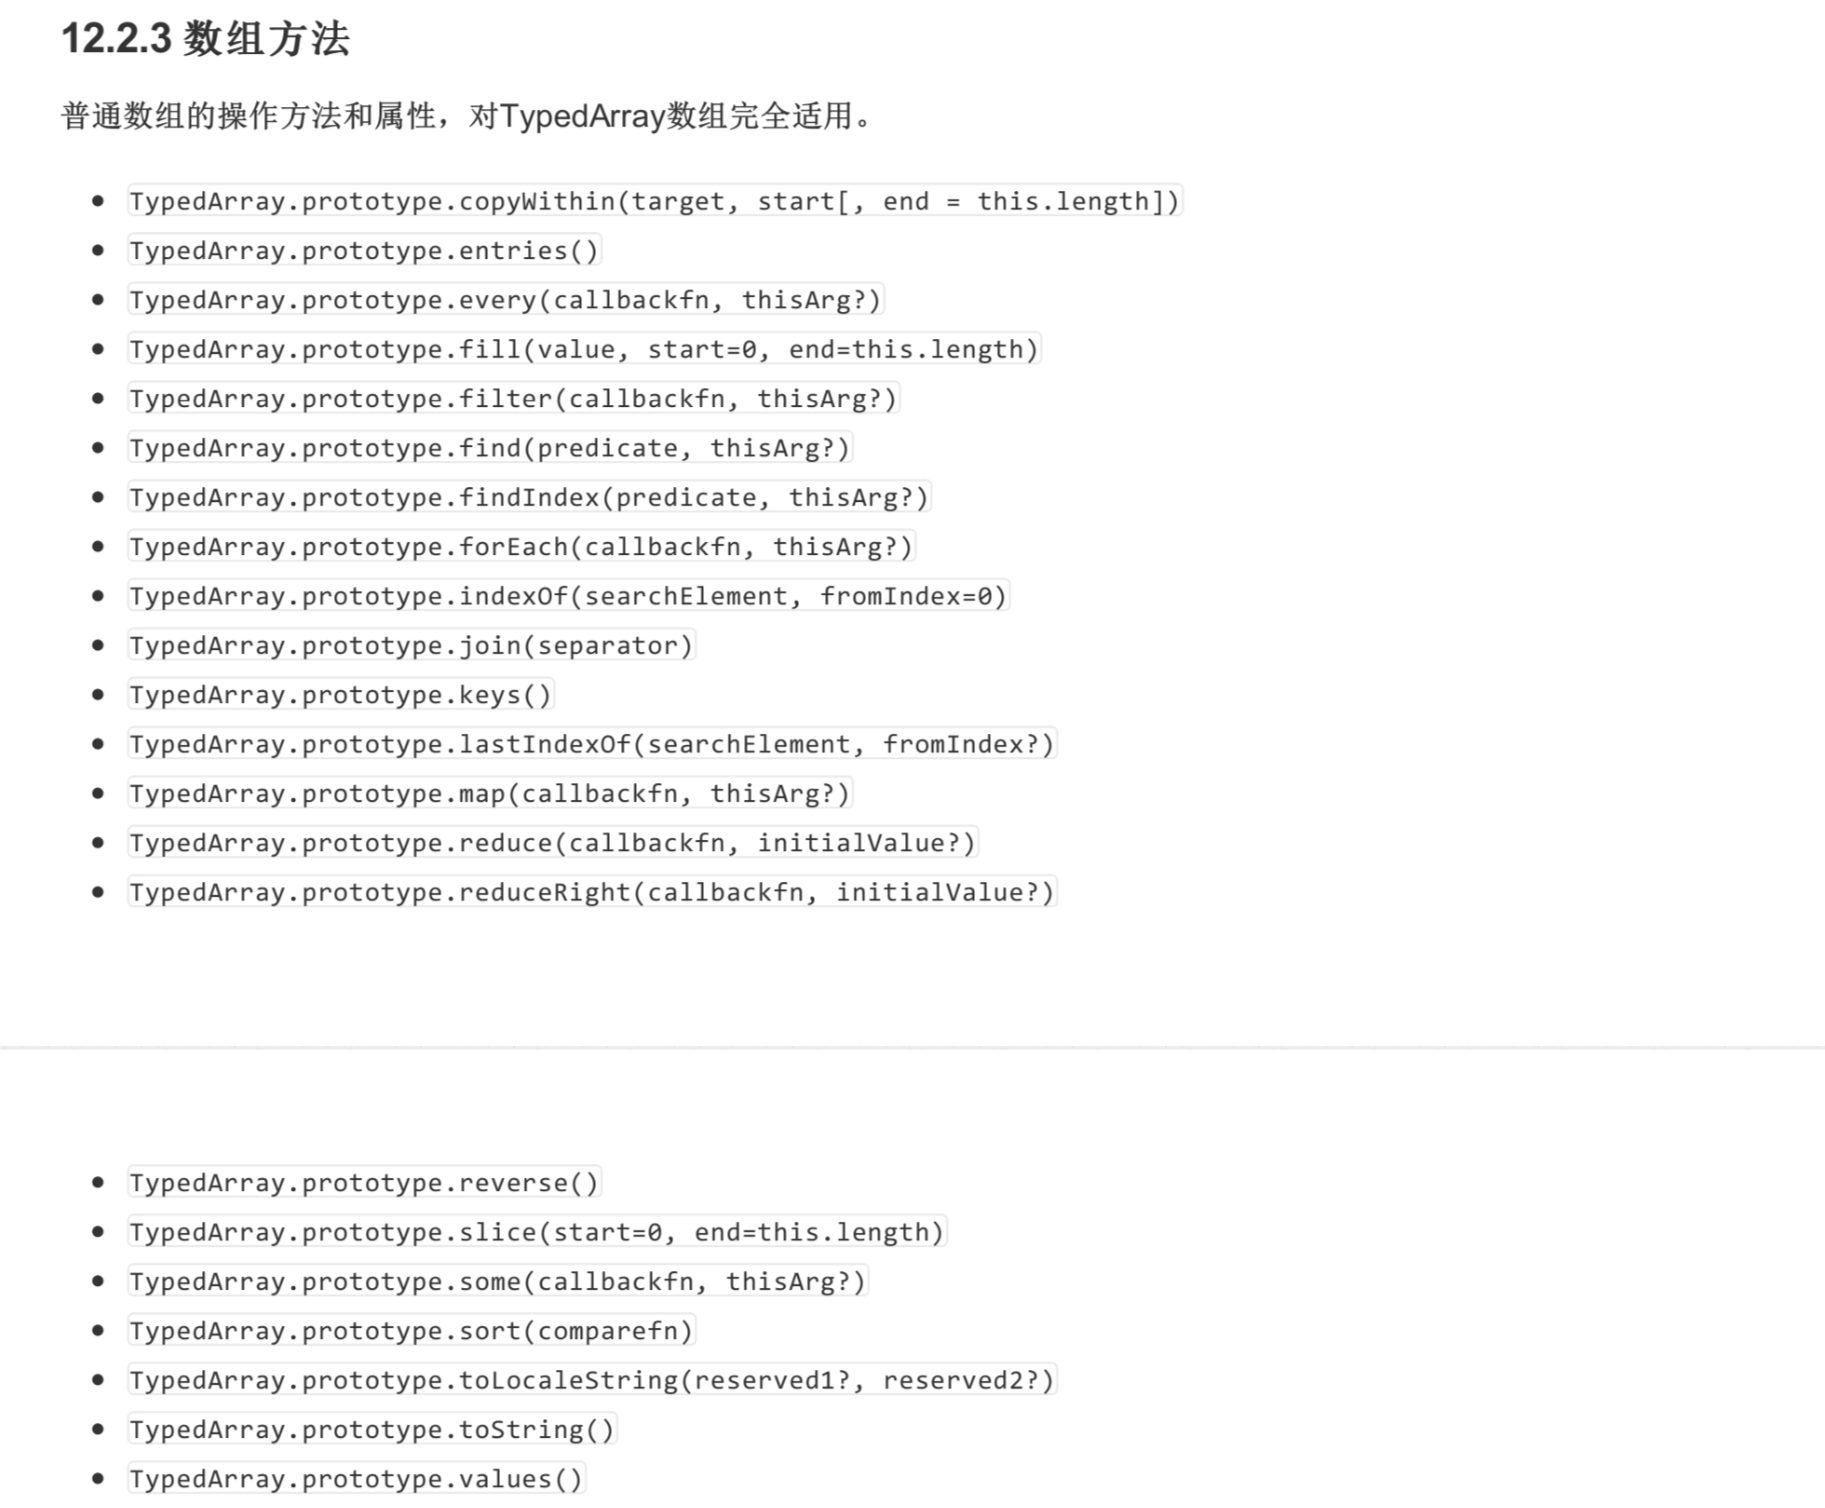 12.2.3 数组方法
普通数组的操作方法和属性，对TypedArray数组完全适用。
TypedArray.prototype.copyWithin(target, start[, end = this.length])
TypedArray.prototype.entries()
TypedArray.prototype.every(callbackfn, thisArg?)
TypedArray.prototype.fill(value, start=0, end=this.length)
TypedArray.prototype.filter(callbackfn, thisArg?)
TypedArray.prototype.find(predicate, thisArg?)
TypedArray.prototype.findIndex(predicate, thisArg?)
TypedArray.prototype.forEach(callbackfn, thisArg?)
TypedArray.prototype.indexOf(searchElement, fromIndex=0)
TypedArray.prototype.join(separator)
TypedArray.prototype.keys()
TypedArray.prototype.lastIndexOf(searchElement, fromIndex?)
TypedArray.prototype.map(callbackfn, thisArg?)
TypedArray.prototype.reduce(callbackfn, initialValue?)
TypedArray.prototype.reduceRight(callbackfn, initialValue?)
TypedArray.prototype.reverse()
TypedArray.prototype.slice(start=0, end=this.length)
TypedArray.prototype.some(callbackfn, thisArg?)
TypedArray.prototype.sort(comparefn)
TypedArray.prototype.toLocaleString(reserved1?, reserved2?)
TypedArray.prototype.toString()
TypedArray.prototype.values()